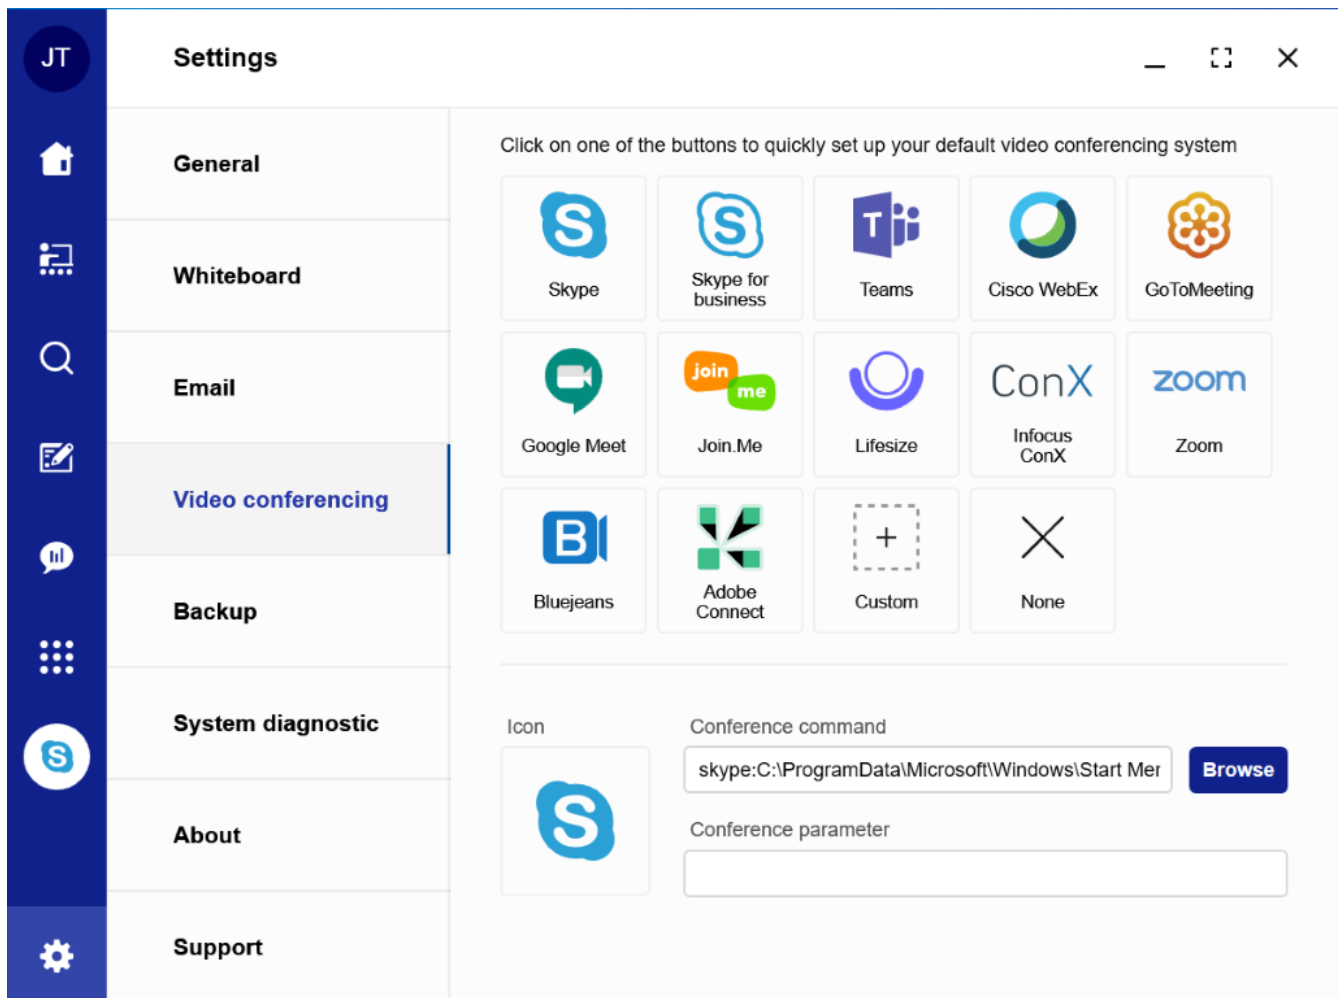 JT
Settings
General
Whiteboard
Email
Video conferencing
Backup
System diagnostic
About
Support
Click on one of the buttons to quickly set up your default video conferencing system
S
Skype
S
Skype for
business
T
Teams
Cisco WebEx
GoToMeeting
Google Meet
join
me
Join.Me
Lifesize
ConX
Infocus
ConX
zoom
Zoom
B
Bluejeans
Adobe
Connect
+
Custom
None
Icon
S
Conference command
skype:C:\ProgramData\Microsoft\Windows\Start Mer
Browse
Conference parameter
S